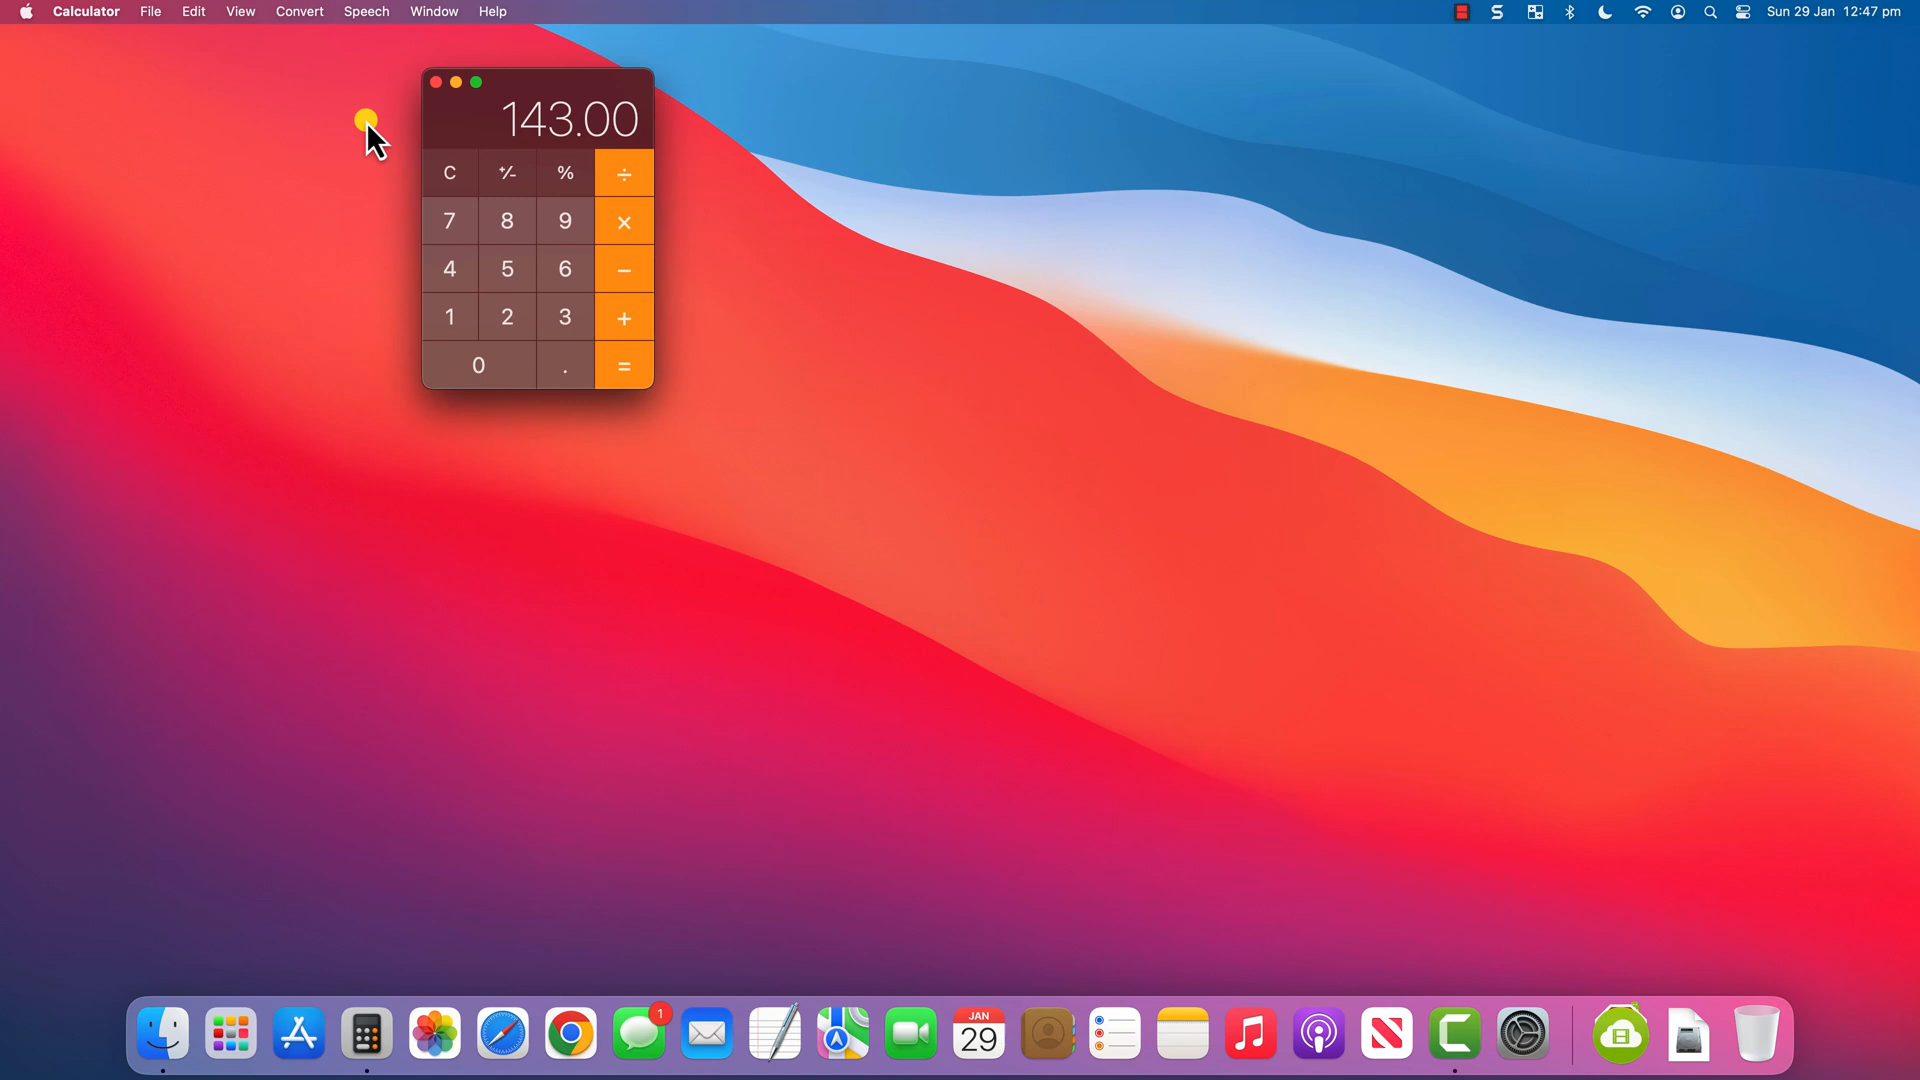 Calculator File Edit View Convert Speech Window Help Sun 29 Jan 12:47 pm
143.00
C +/- % ÷
7 8 9 ×
4 5 6 −
1 2 3 +
0 . =
1
JAN
29